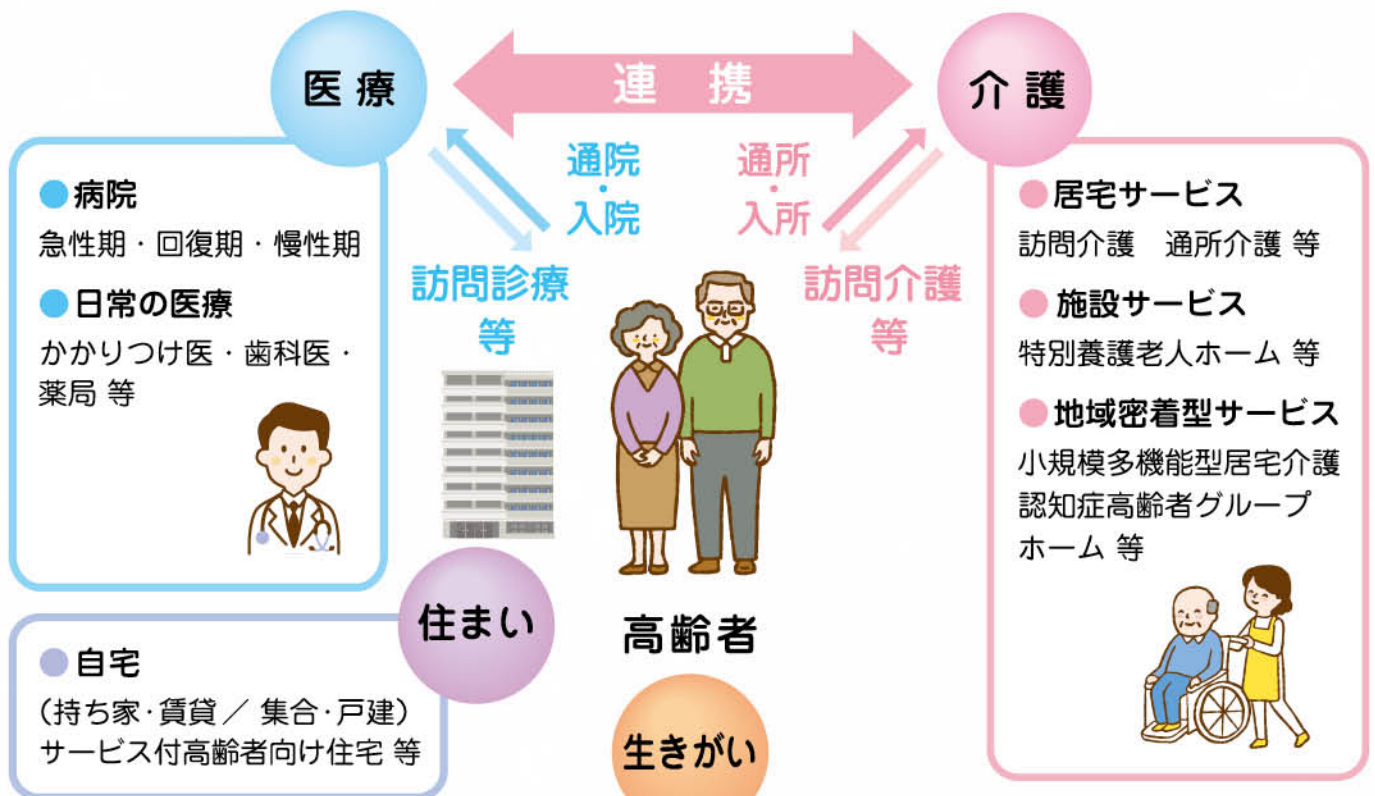 医療
連携
介護
通院
・
入院
通所
・
入所
訪問診療
等
訪問介護
等
●病院
急性期・回復期・慢性期
●日常の医療
かかりつけ医・歯科医・
薬局 等
●居宅サービス
訪問介護　通所介護 等
●施設サービス
特別養護老人ホーム 等
●地域密着型サービス
小規模多機能型居宅介護
認知症高齢者グループ
ホーム 等
住まい
高齢者
●自宅
（持ち家・賃貸／集合・戸建）
サービス付高齢者向け住宅 等
生きがい